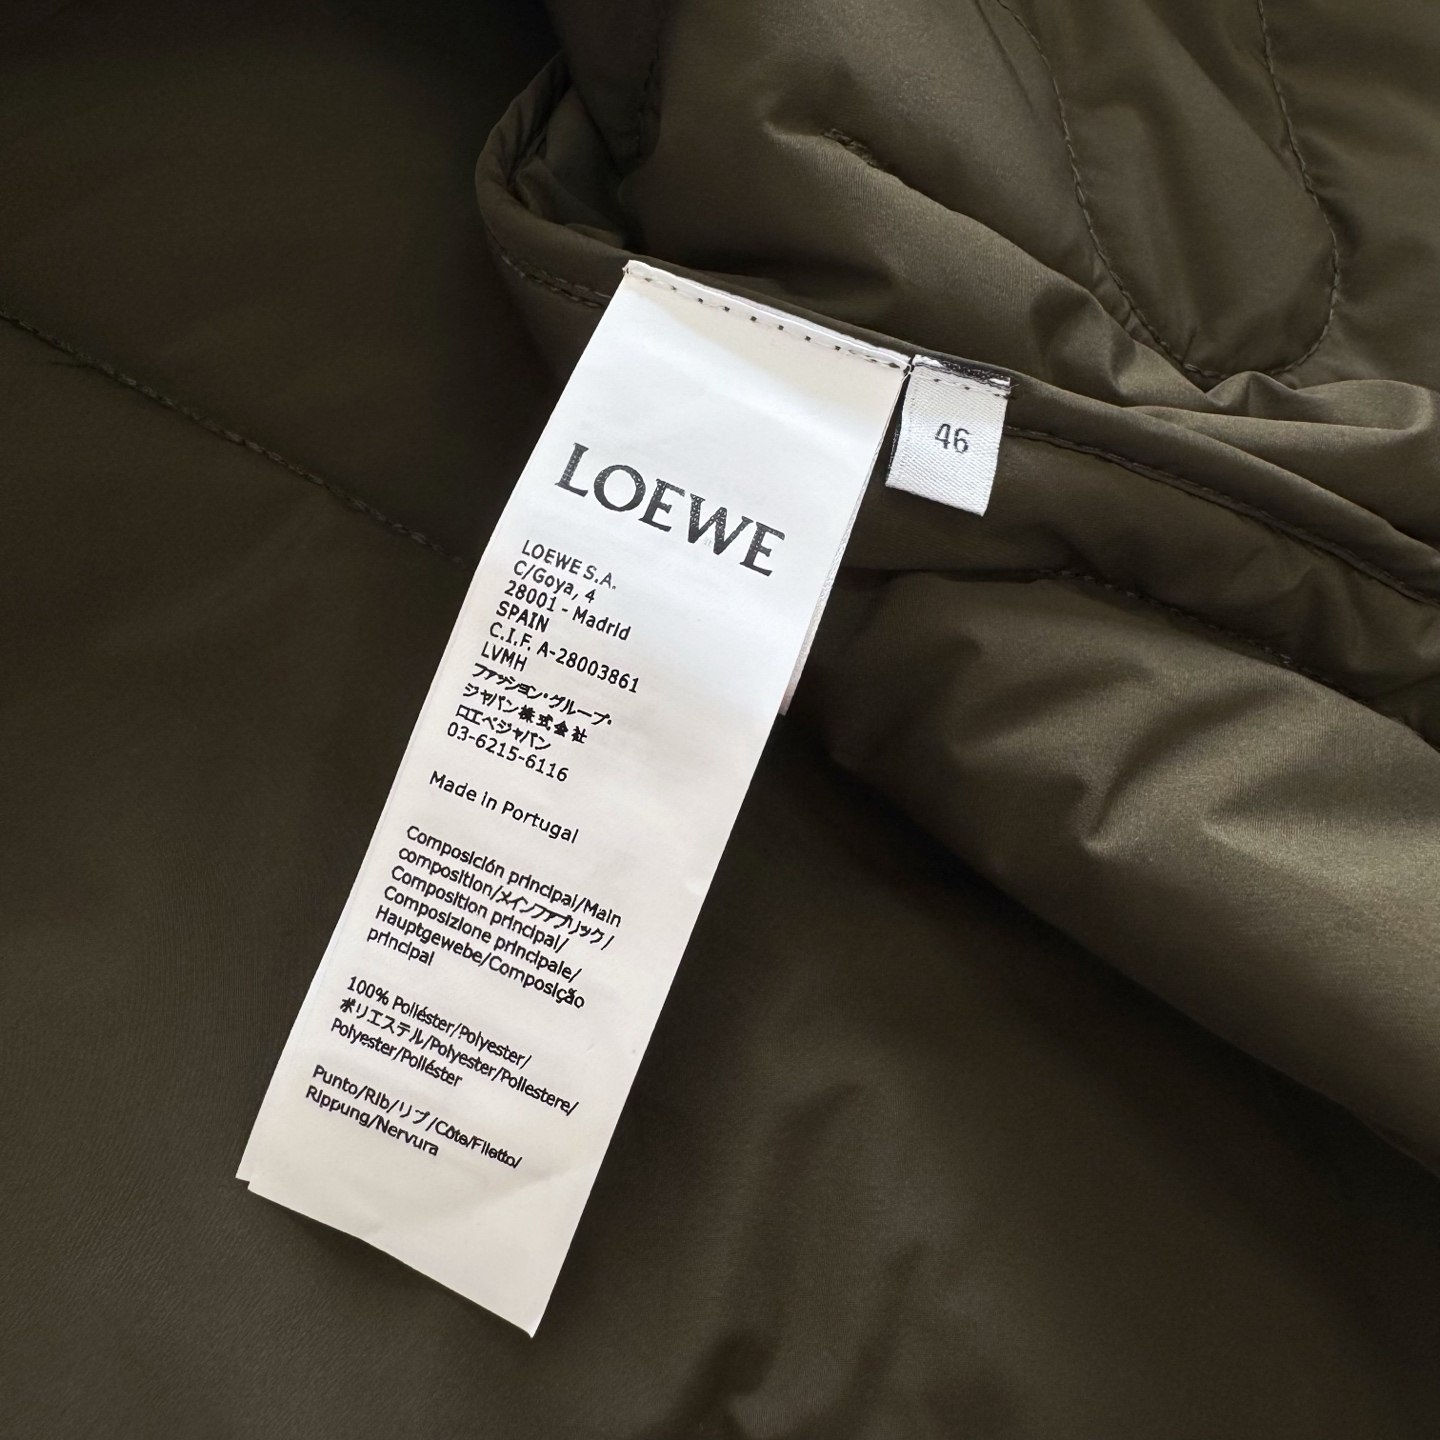 LOEWE
46
LOEWE S.A.
C/Goya, 4
28001 - Madrid
SPAIN
C.I.F. A-28003861
LVMH
ファッション・グループ・
ジャパン株式会社
ロエベジャパン
03-6215-6116
Made in Portugal
Composición principal/Main
composition/メインファブリック/
Composition principal/
Composizione principale/
Hauptgewebe/Composição
principal
100% Poliéster/Polyester/
ポリエステル/Polyester/Poliestere/
Polyester/Poliéster
Punto/Rib/リブ/Côte/Filetto/
Rippung/Nervura